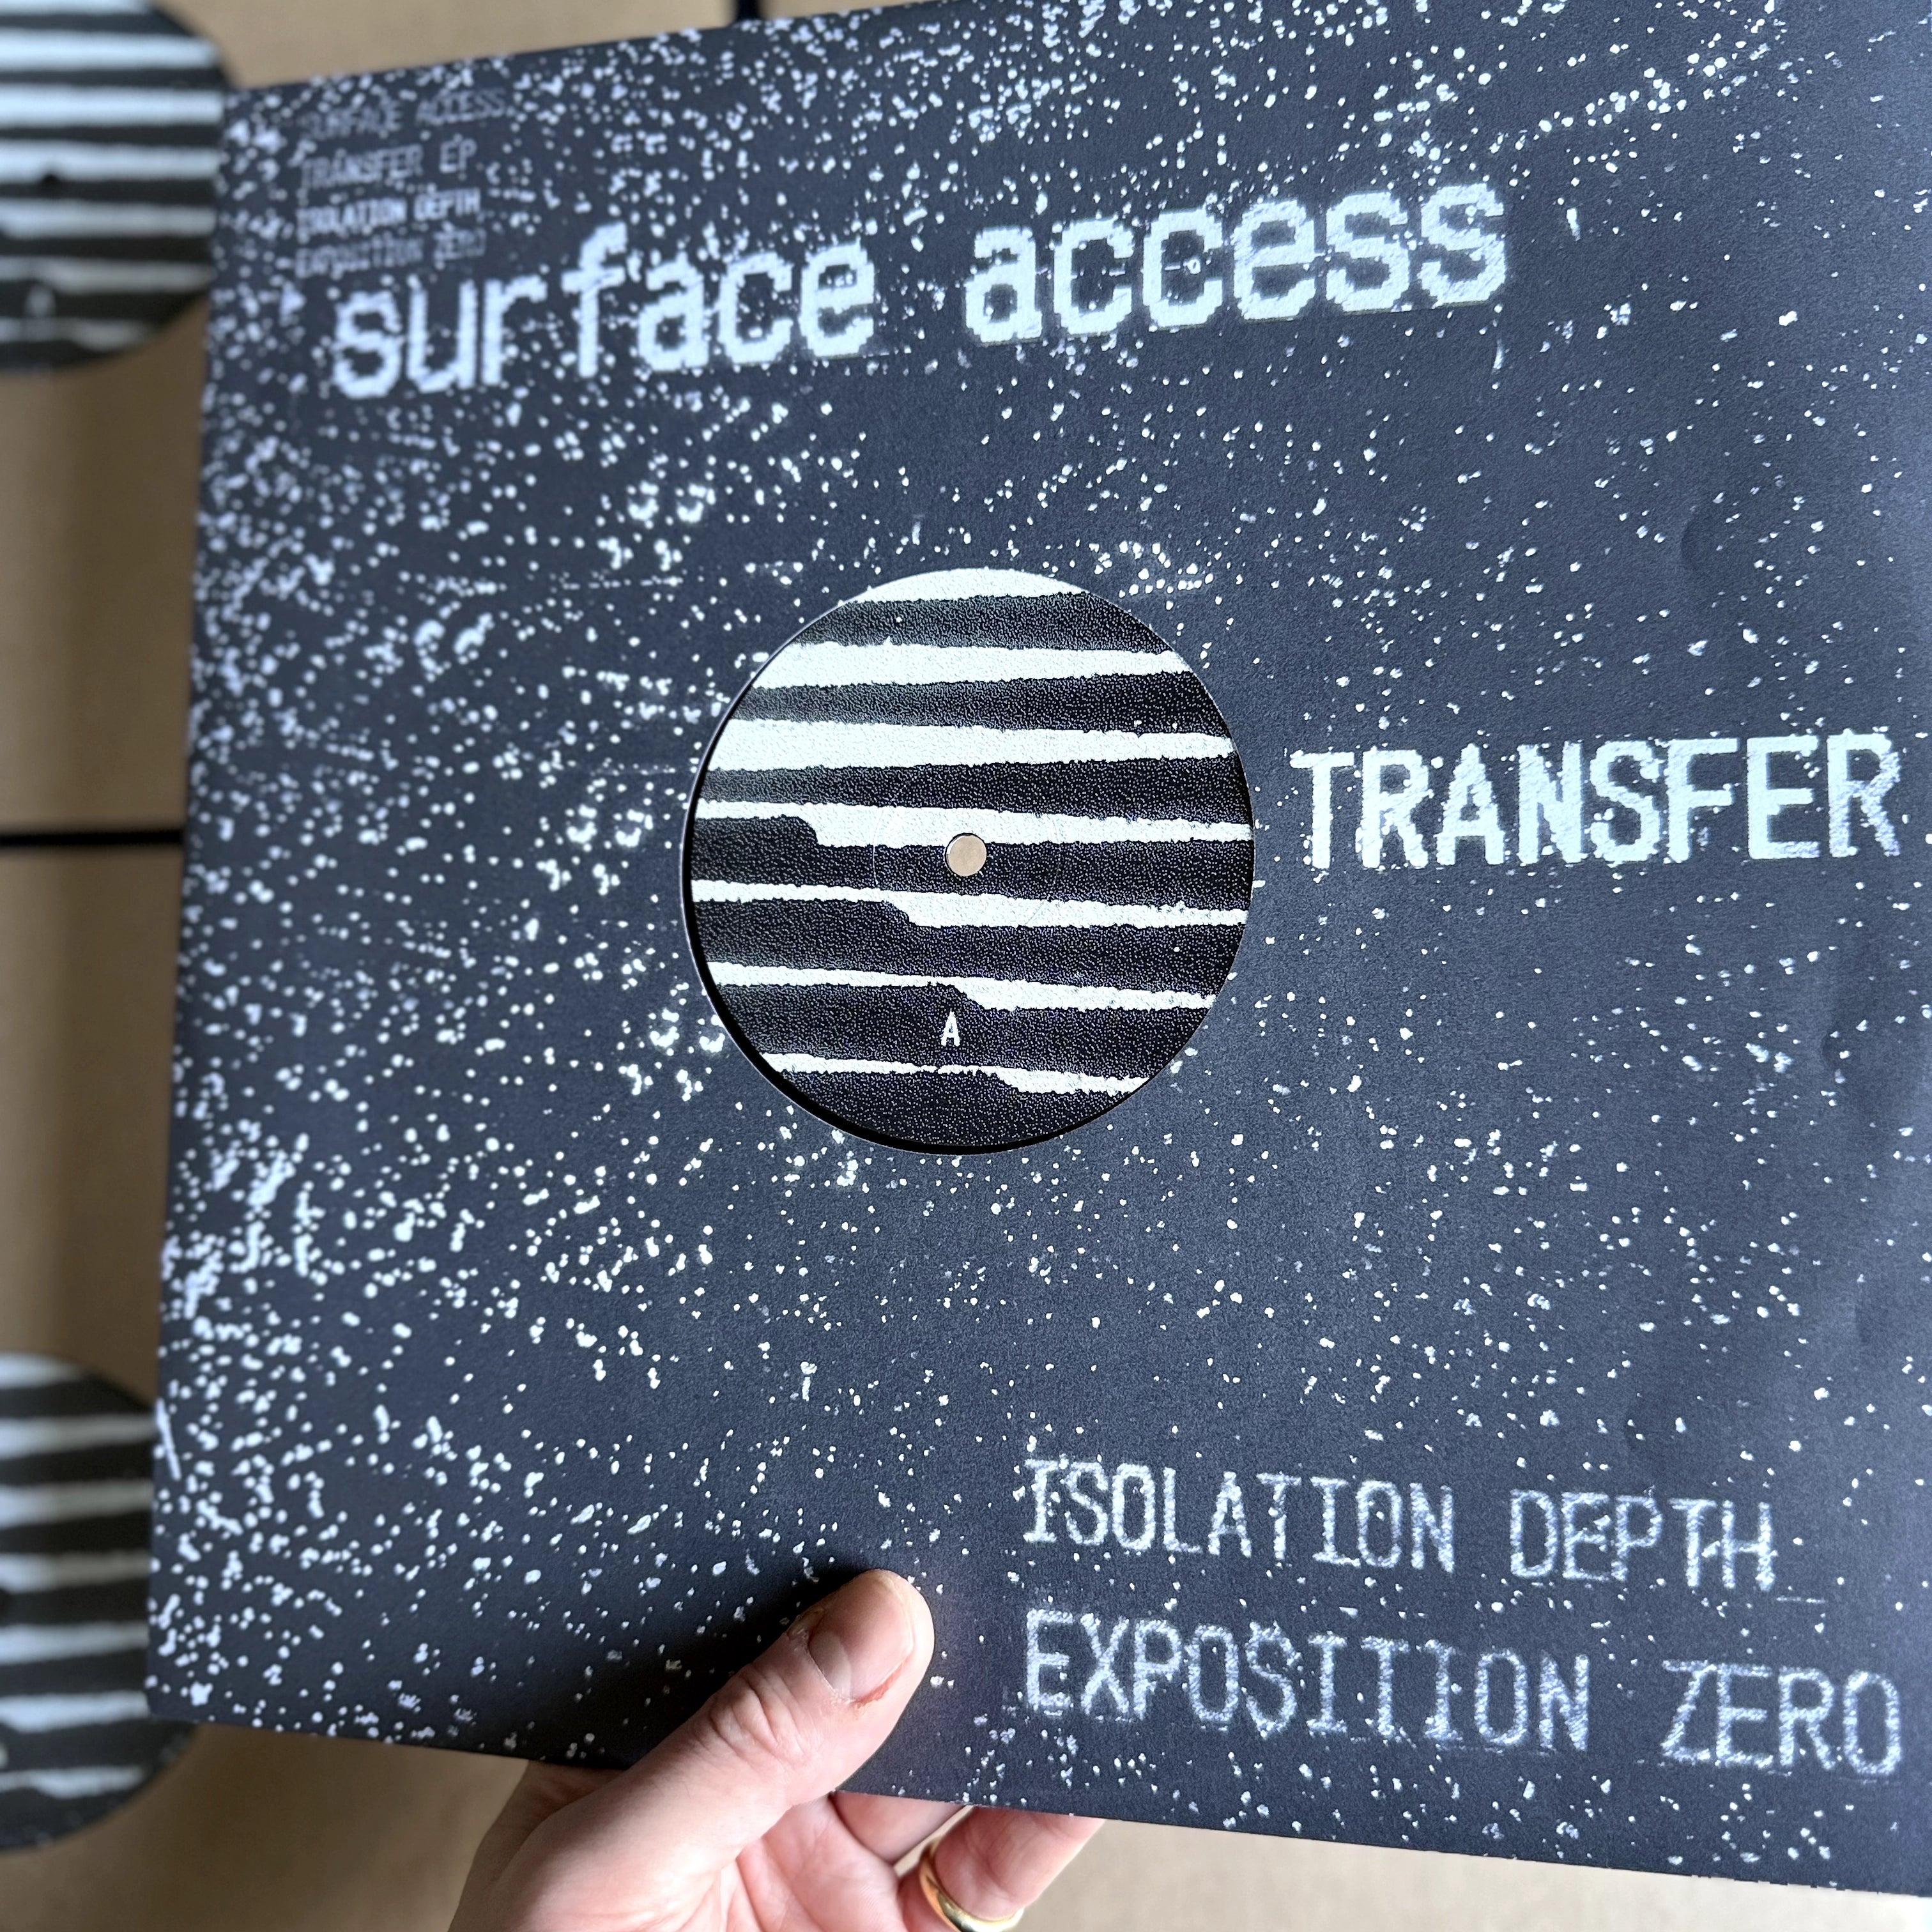 SURFACE ACCESS
TRANSFER EP
ISOLATION DEPTH
EXPOSITION ZERO
surface access
TRANSFER
A
ISOLATION DEPTH
EXPOSITION ZERO